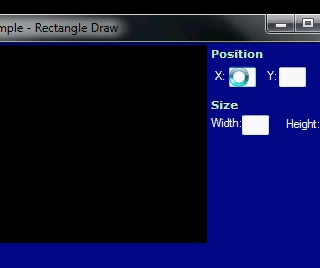 mple - Rectangle Draw
Position
X: Y:
Size
Width: Height: